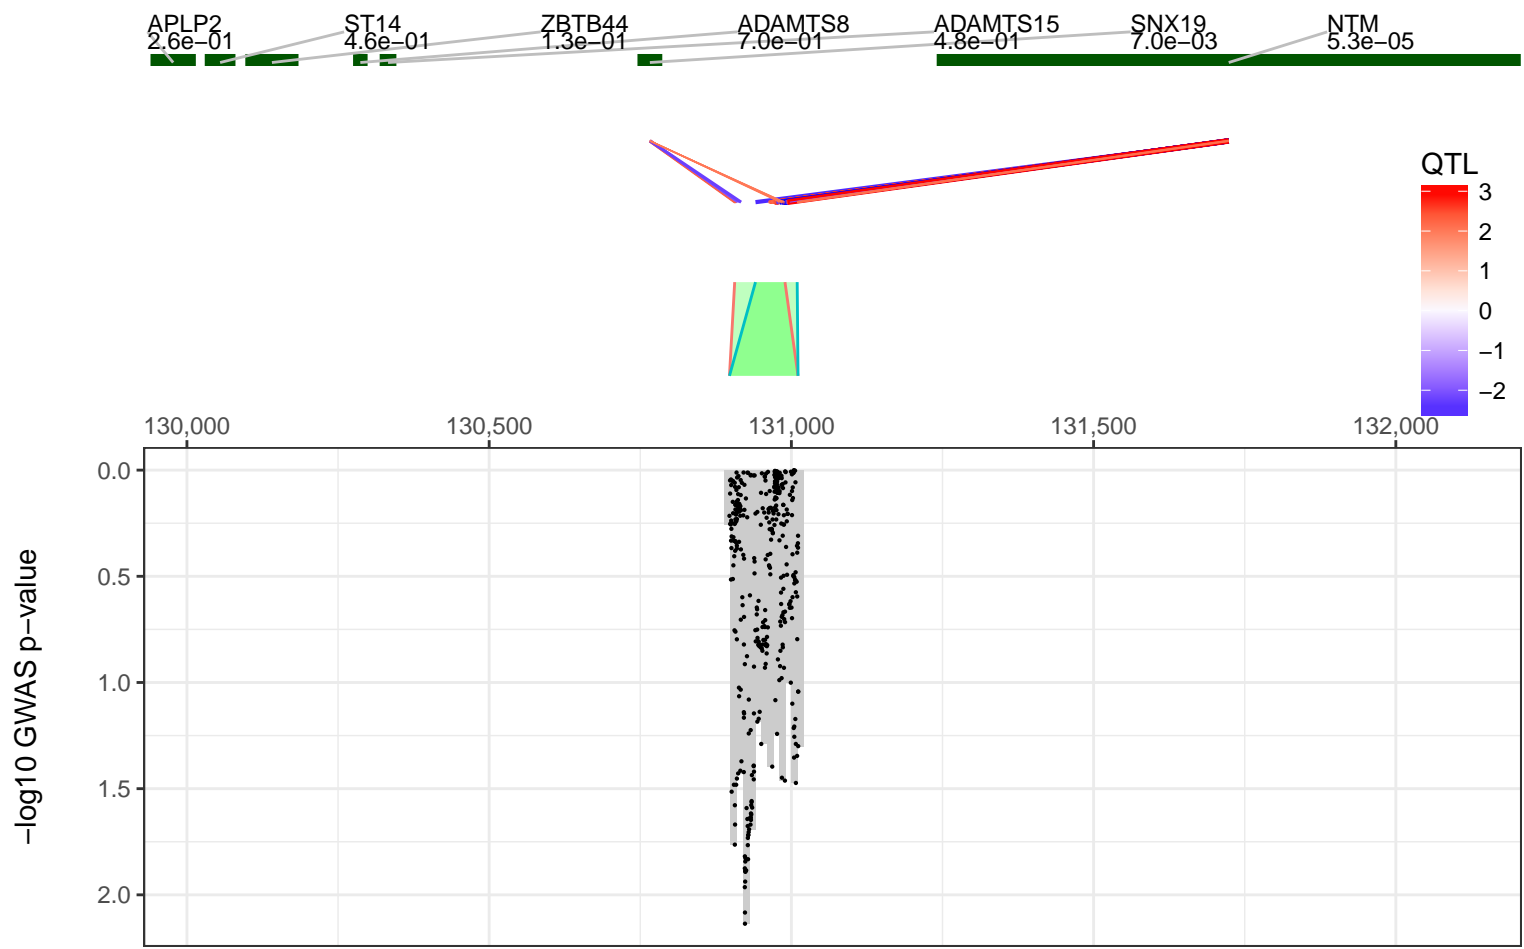 APLP2 ST14 ZBTB44 ADAMTS8 ADAMTS15 SNX19 NTM
2.6e−01 4.6e−01 1.3e−01 7.0e−01 4.8e−01 7.0e−03 5.3e−05
QTL
3
2
1
0
−1
−2
130,000 130,500 131,000 131,500 132,000
0.0
0.5
1.0
1.5
2.0
−log10 GWAS p−value